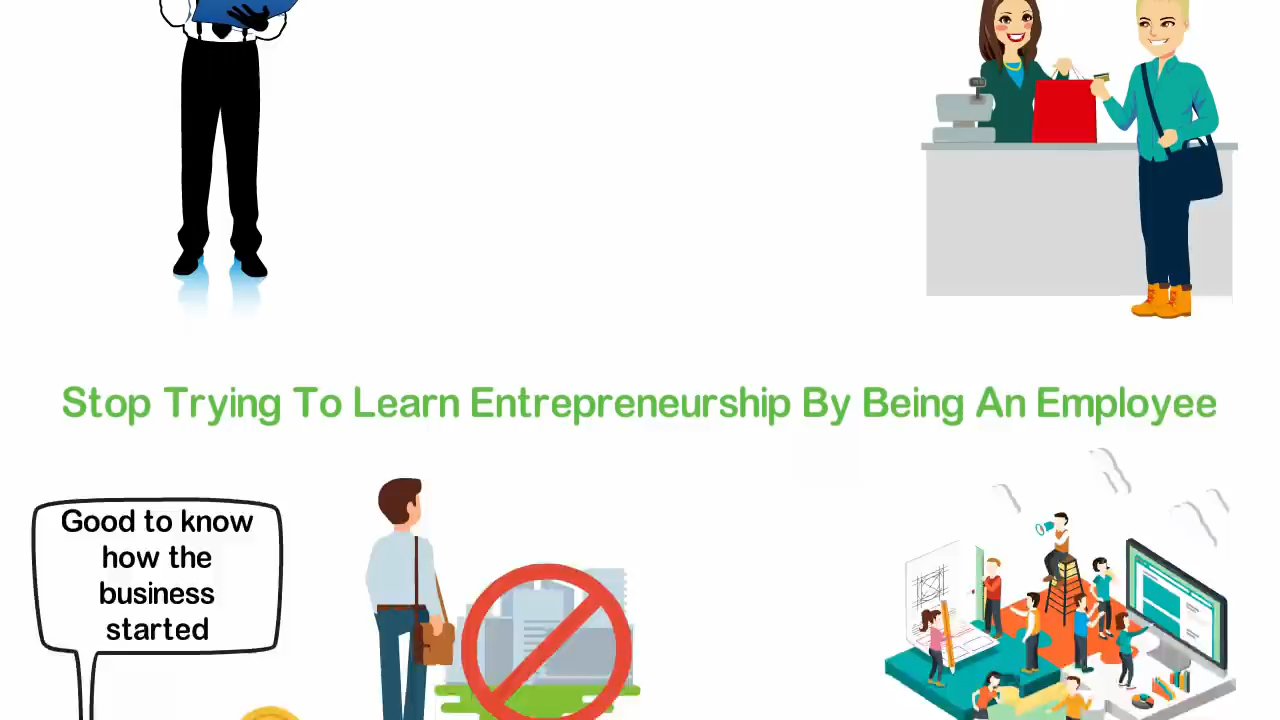 Stop Trying To Learn Entrepreneurship By Being An Employee
Good to know
how the
business
started